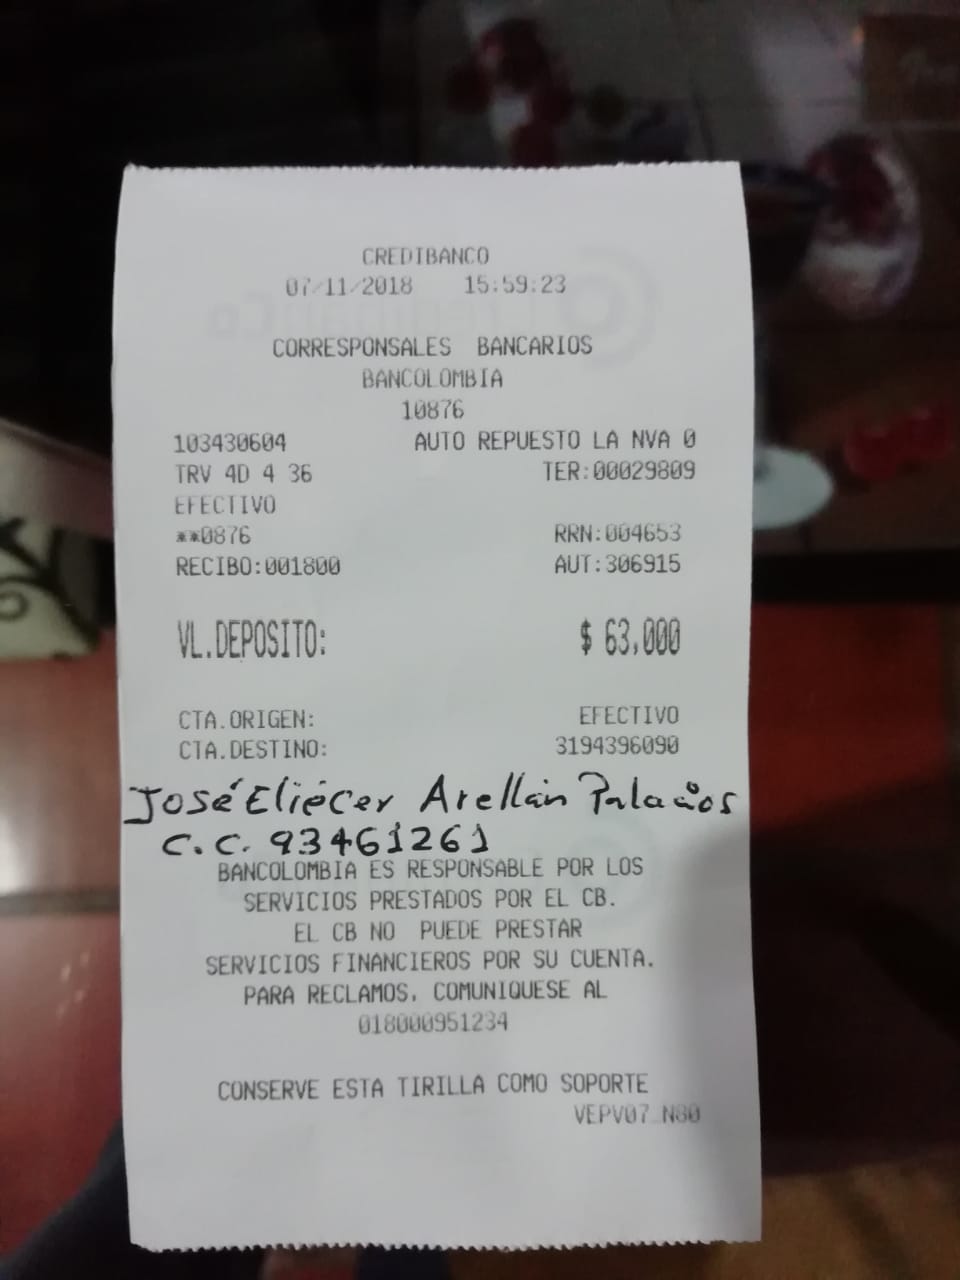 CREDIBANCO
07/11/2018 15:59:23
CORRESPONSALES BANCARIOS
BANCOLOMBIA
10876
103430604 AUTO REPUESTO LA NVA 0
TRV 4D 4 36 TER:00029809
EFECTIVO
**0876 RRN:004653
RECIBO:001800 AUT:306915
VL.DEPOSITO: $ 63,000
CTA.ORIGEN: EFECTIVO
CTA.DESTINO: 3194396090
José Eliécer Arellán Palacios
C.C. 93461261
BANCOLOMBIA ES RESPONSABLE POR LOS
SERVICIOS PRESTADOS POR EL CB.
EL CB NO PUEDE PRESTAR
SERVICIOS FINANCIEROS POR SU CUENTA.
PARA RECLAMOS, COMUNIQUESE AL
018000951234
CONSERVE ESTA TIRILLA COMO SOPORTE
VEPV07_N80